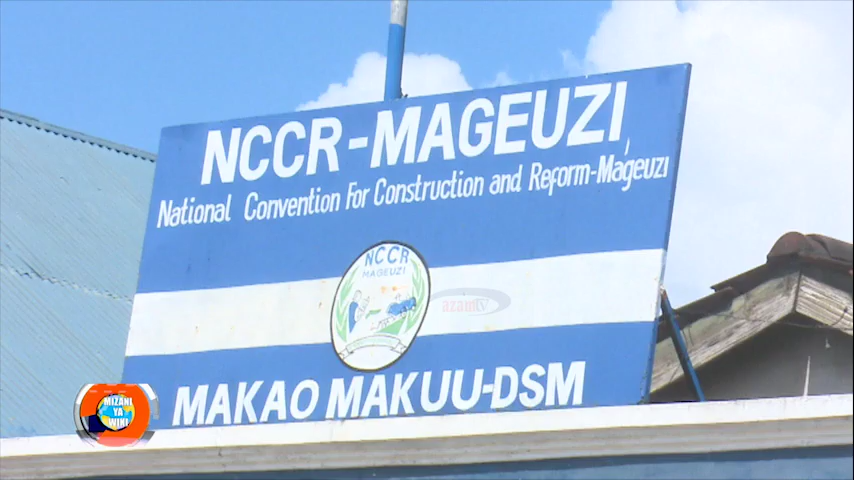 NCCR-MAGEUZI
National Convention For Construction and Reform-Mageuzi
NCCR
MAGEUZI
azamtv
MAKAO MAKUU-DSM
MIZANI
YA
WIKI